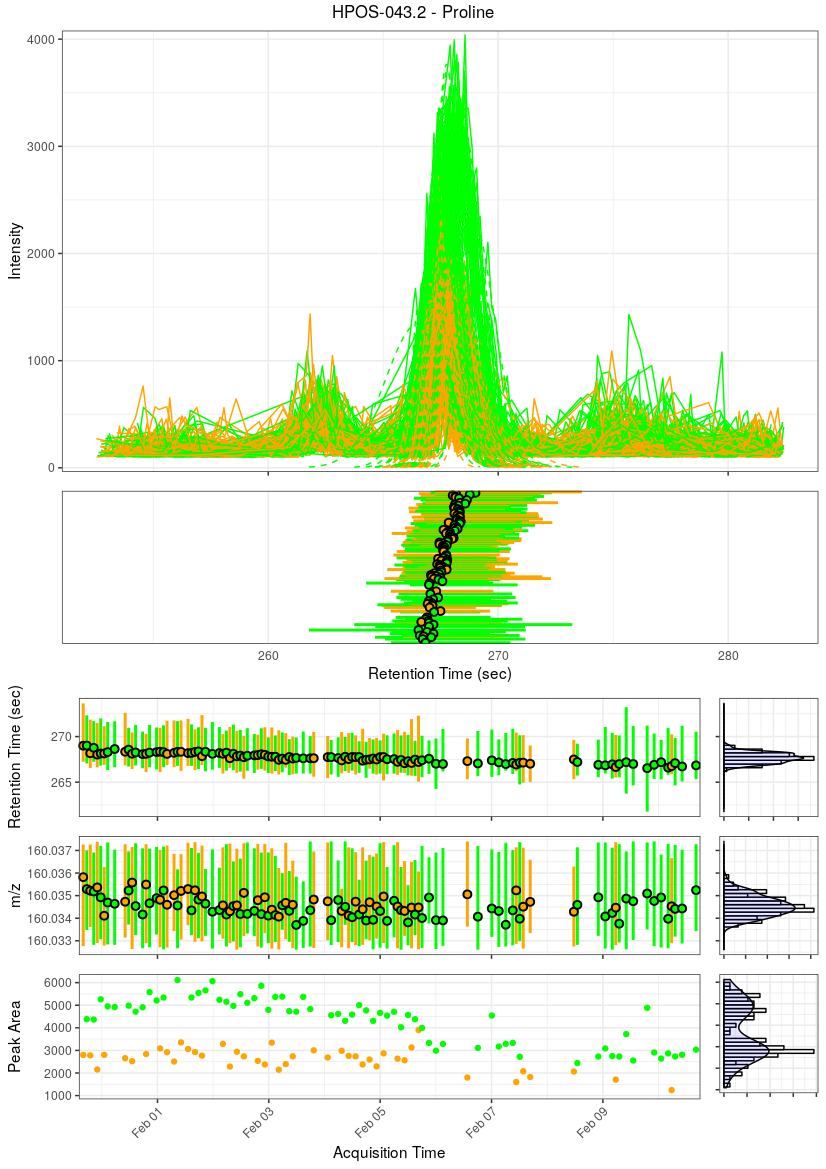 HPOS-043.2 - Proline
4000
3000
2000
1000
0
Intensity
260
270
280
Retention Time (sec)
Retention Time (sec)
270
265
m/z
160.037
160.036
160.035
160.034
160.033
Peak Area
6000
5000
4000
3000
2000
1000
Feb 01
Feb 03
Feb 05
Feb 07
Feb 09
Acquisition Time